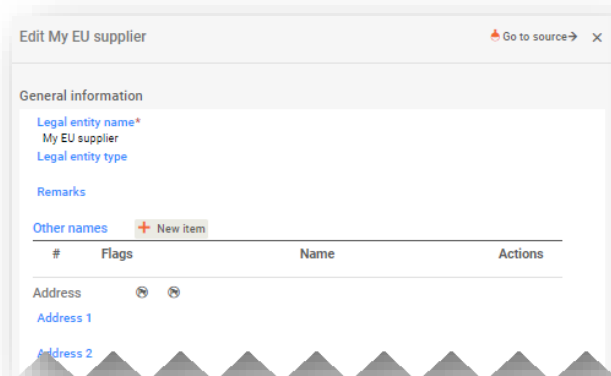 Edit My EU supplier Go to source→ ×
General information
Legal entity name*
My EU supplier
Legal entity type
Remarks
Other names + New item
# Flags Name Actions
Address
Address 1
Address 2